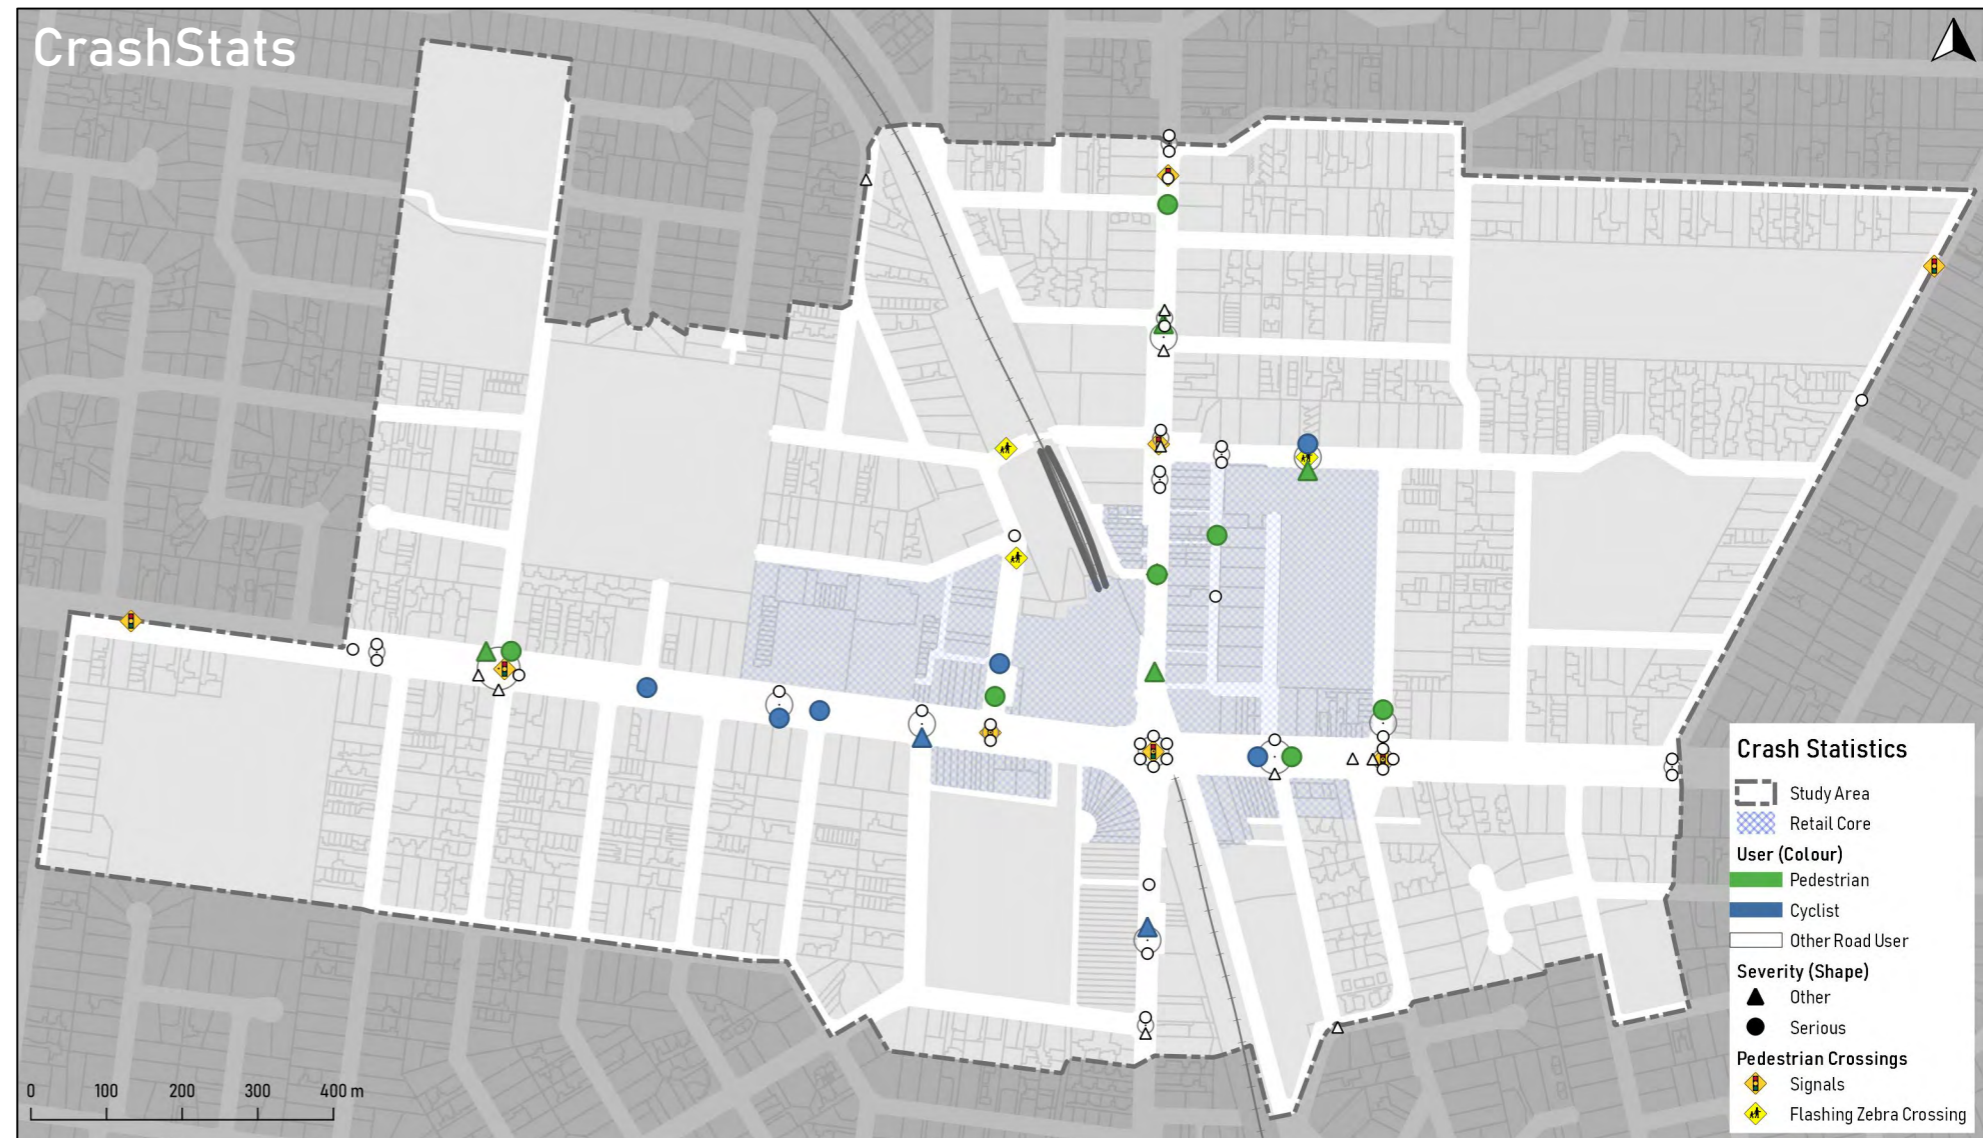 CrashStats
Crash Statistics
Study Area
Retail Core
User (Colour)
Pedestrian
Cyclist
Other Road User
Severity (Shape)
Other
Serious
Pedestrian Crossings
Signals
Flashing Zebra Crossing
0 100 200 300 400 m